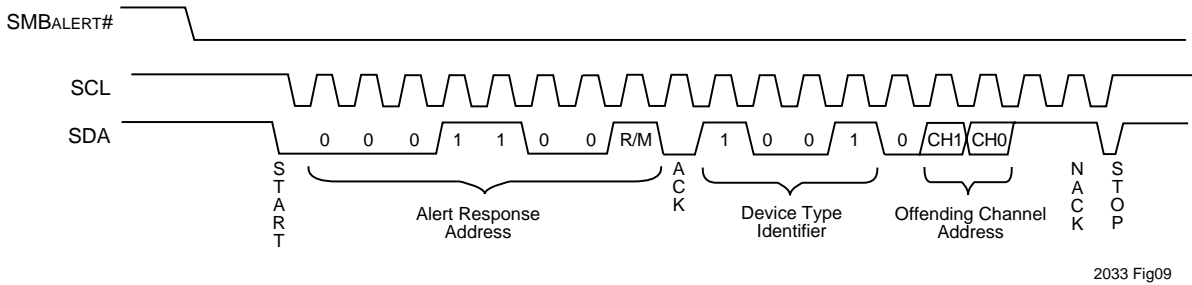 SMBALERT#
SCL
SDA
0 0 0 1 1 0 0 R/M 1 0 0 1 0 CH1 CH0
START
ACK
NACK
STOP
Alert Response
Address
Device Type
Identifier
Offending Channel
Address
2033 Fig09